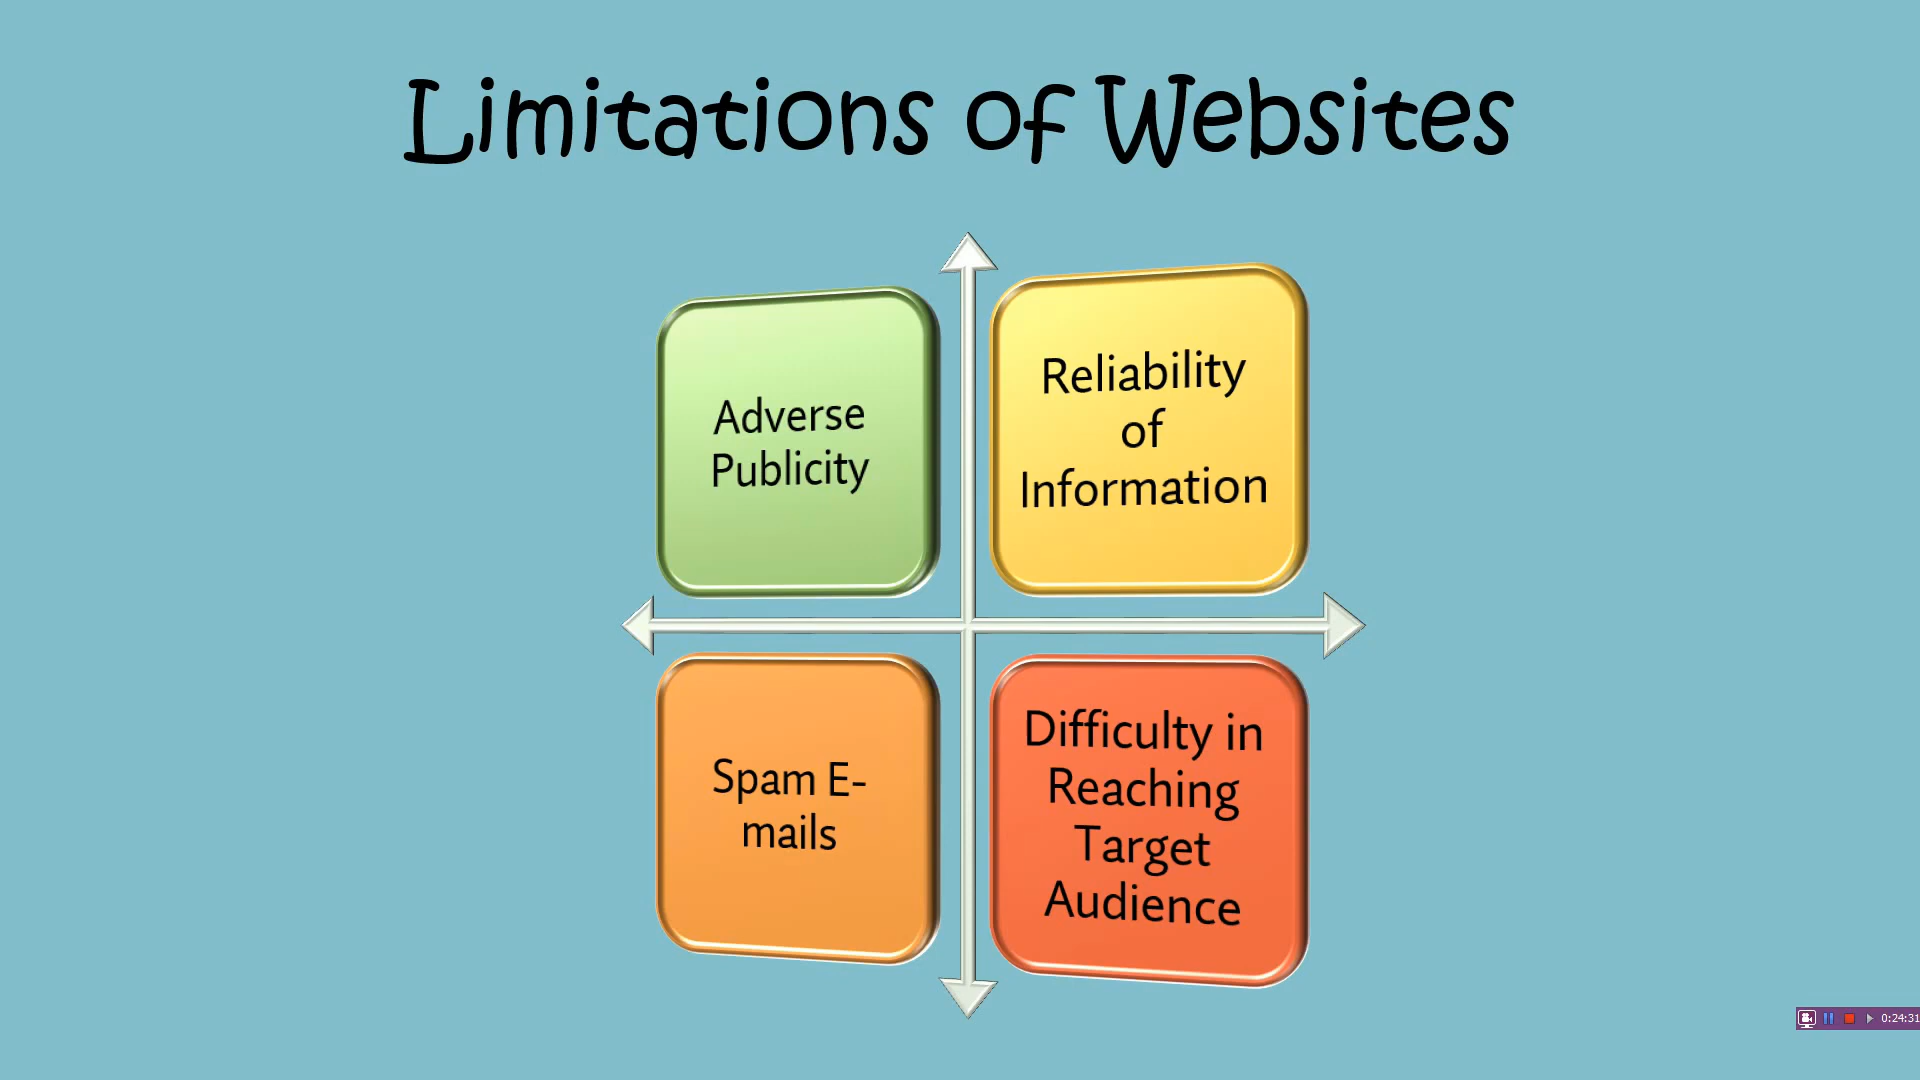 Limitations of Websites
Adverse
Publicity
Reliability
of
Information
Spam E-
mails
Difficulty in
Reaching
Target
Audience
0:24:31